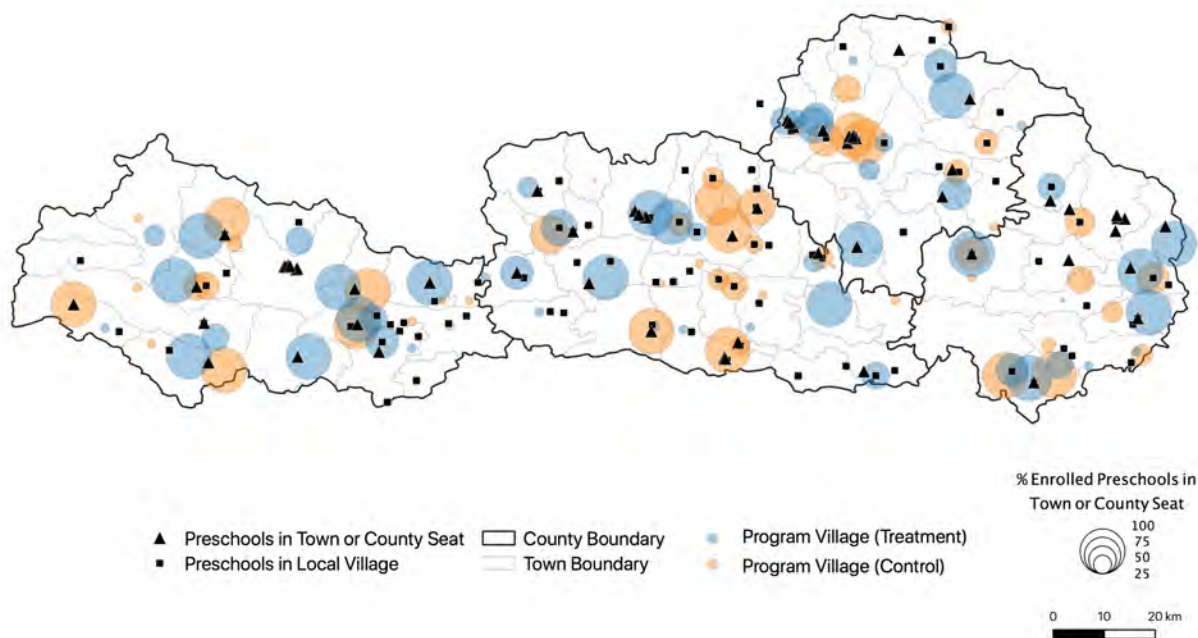 % Enrolled Preschools in
Town or County Seat
100
75
50
25
Preschools in Town or County Seat
Preschools in Local Village
County Boundary
Town Boundary
Program Village (Treatment)
Program Village (Control)
0 10 20 km